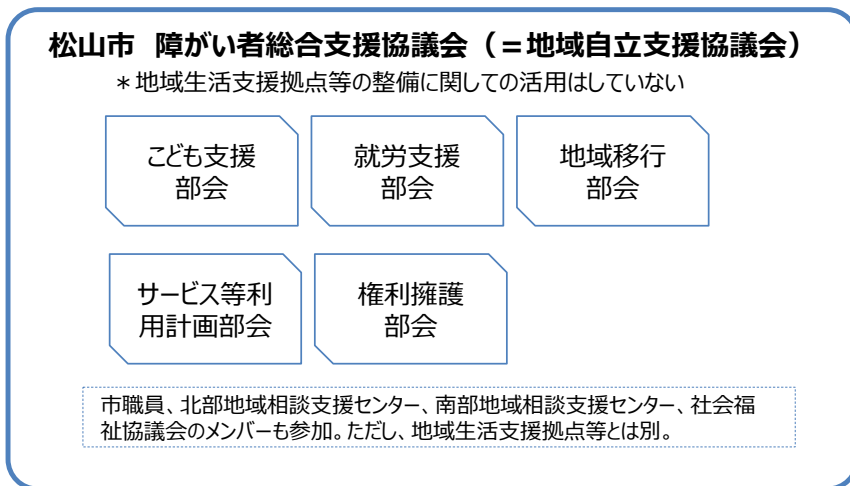 松山市 障がい者総合支援協議会（＝地域自立支援協議会）
＊地域生活支援拠点等の整備に関しての活用はしていない
こども支援
部会
就労支援
部会
地域移行
部会
サービス等利
用計画部会
権利擁護
部会
市職員、北部地域相談支援センター、南部地域相談支援センター、社会福
祉協議会のメンバーも参加。ただし、地域生活支援拠点等とは別。